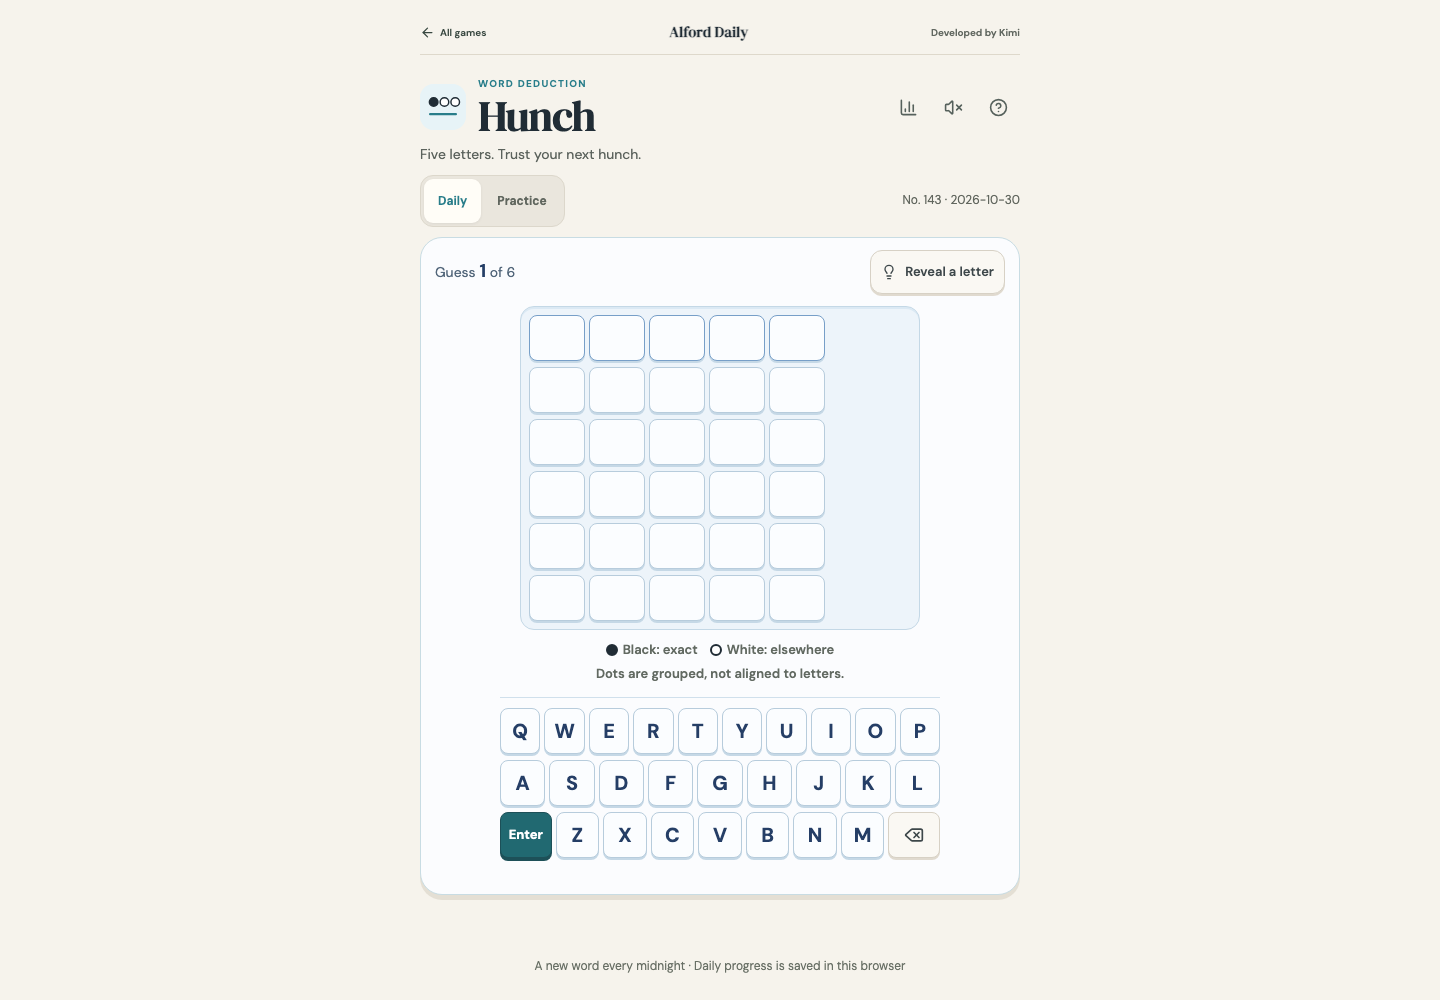 All games
Alford Daily
Developed by Kimi
WORD DEDUCTION
Hunch
Five letters. Trust your next hunch.
Daily
Practice
No. 143 · 2026-10-30
Guess 1 of 6
Reveal a letter
Black: exact
White: elsewhere
Dots are grouped, not aligned to letters.
Q W E R T Y U I O P
A S D F G H J K L
Enter Z X C V B N M
A new word every midnight · Daily progress is saved in this browser